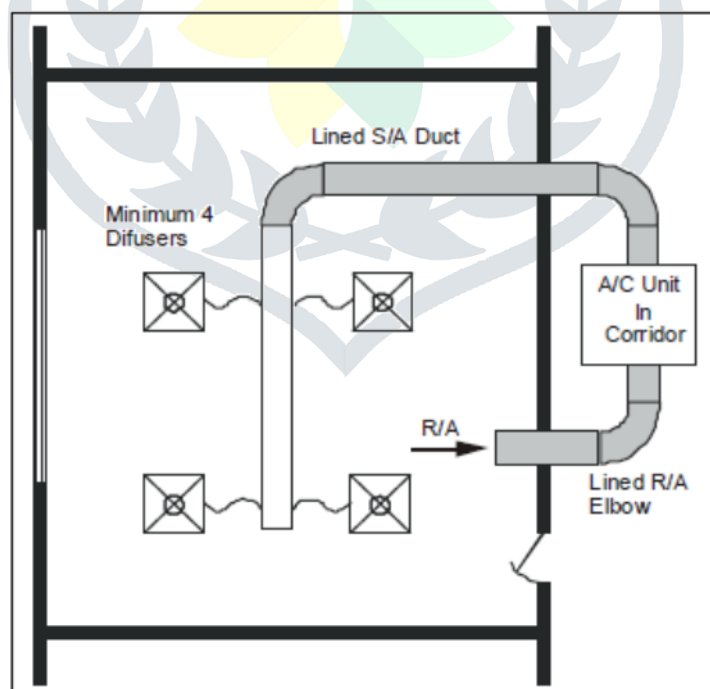 Lined S/A Duct
Minimum 4
Difusers
A/C Unit
In
Corridor
R/A
Lined R/A
Elbow